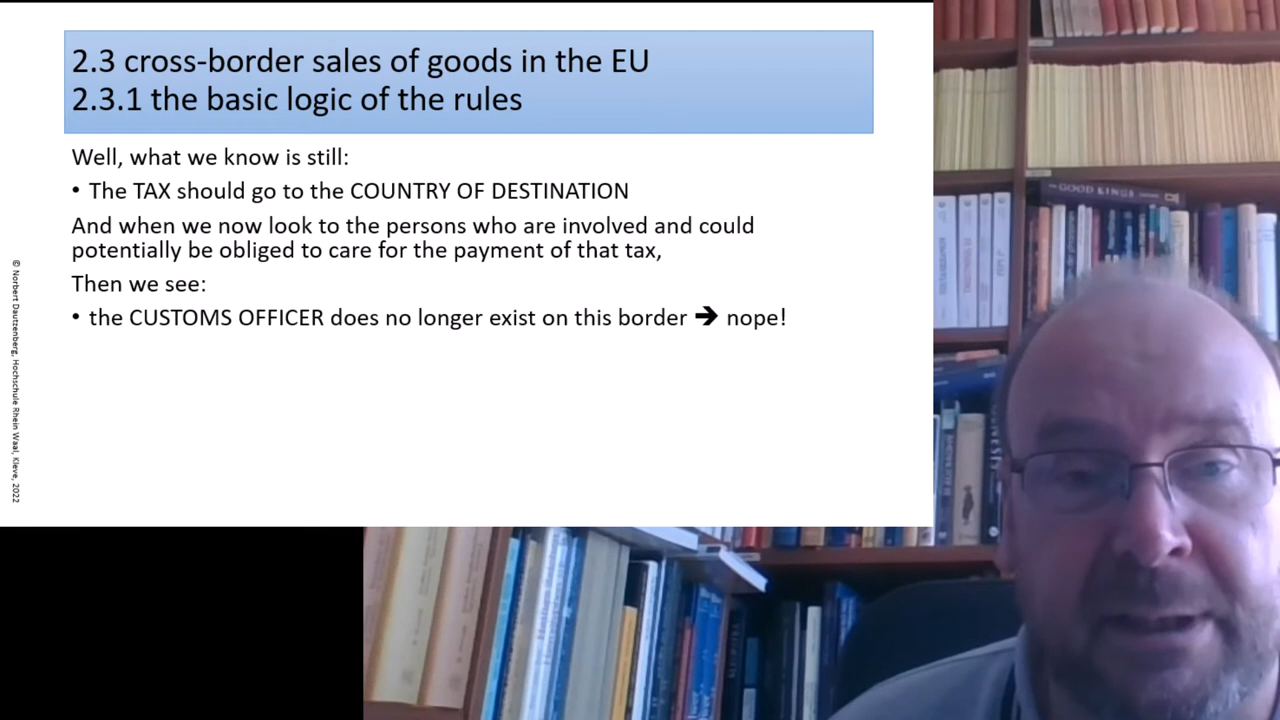 2.3 cross-border sales of goods in the EU
2.3.1 the basic logic of the rules
Well, what we know is still:
• The TAX should go to the COUNTRY OF DESTINATION
And when we now look to the persons who are involved and could
potentially be obliged to care for the payment of that tax,
Then we see:
• the CUSTOMS OFFICER does no longer exist on this border ➔ nope!
© Norbert Dautzenberg, Hochschule Rhein Waal, Kleve, 2022
GOOD KINGS